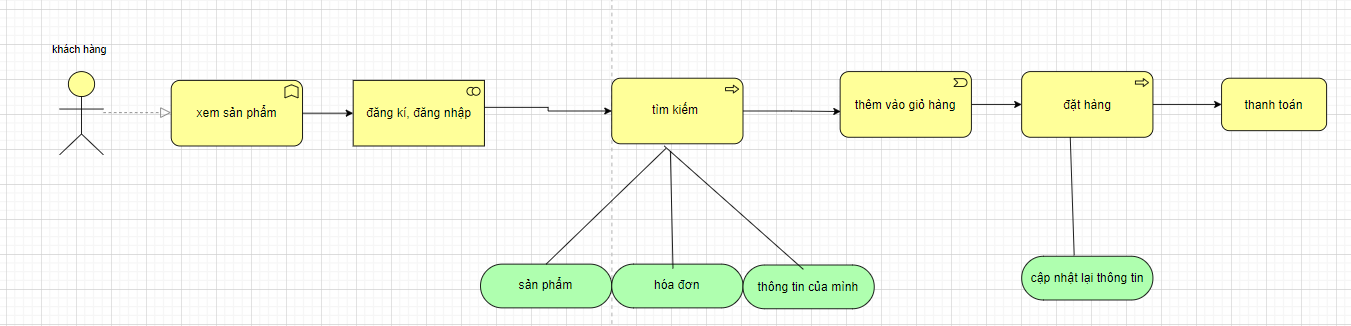 khách hàng
xem sản phẩm
đăng kí, đăng nhập
tìm kiếm
thêm vào giỏ hàng
đặt hàng
thanh toán
sản phẩm
hóa đơn
thông tin của mình
cập nhật lại thông tin